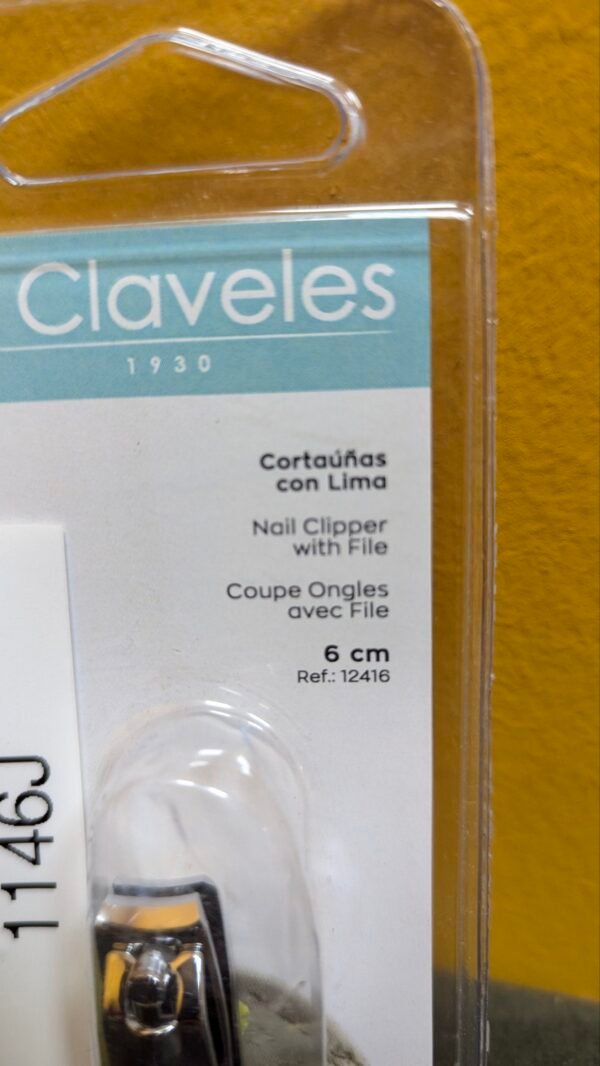 Claveles
1930
Cortaúñas
con Lima
Nail Clipper
with File
Coupe Ongles
avec File
6 cm
Ref.: 12416
1146J